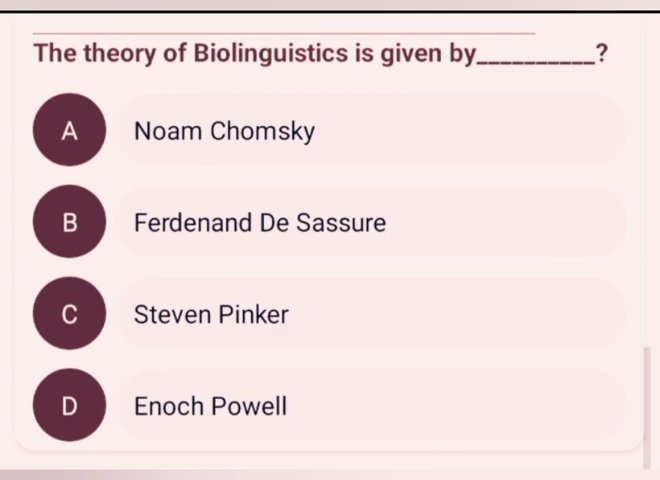 The theory of Biolinguistics is given by__________?
A Noam Chomsky
B Ferdenand De Sassure
C Steven Pinker
D Enoch Powell